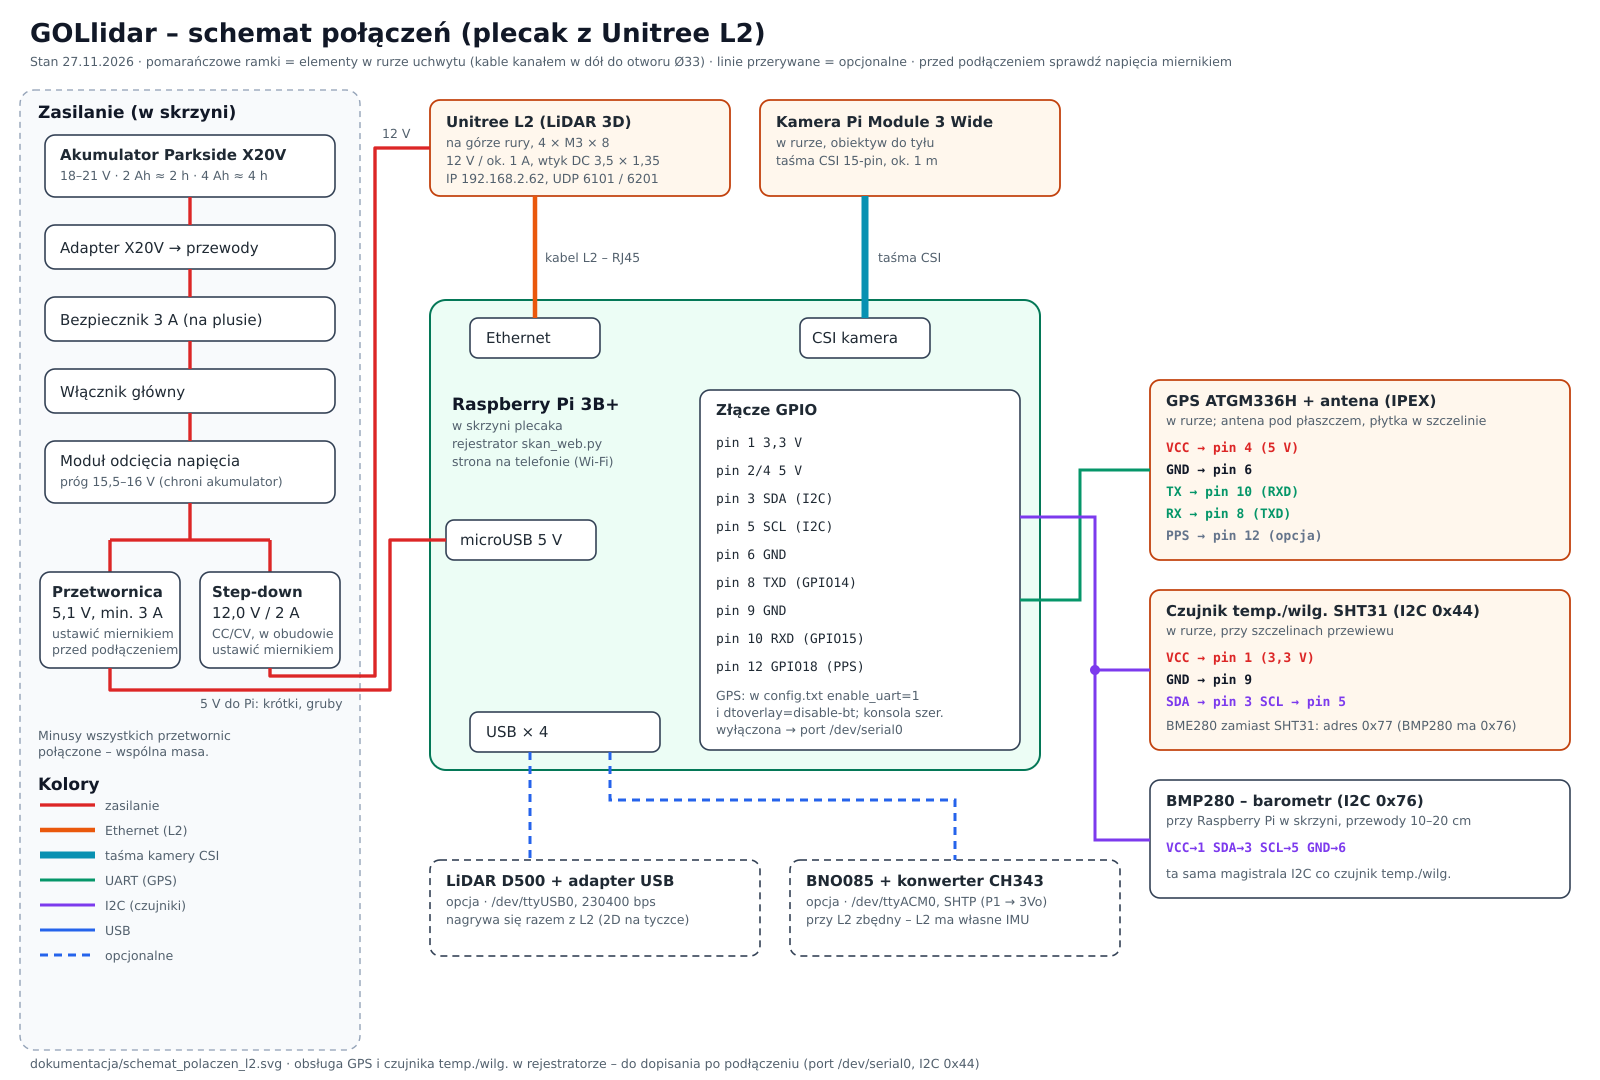 GOLlidar – schemat połączeń (plecak z Unitree L2)
Stan 27.11.2026 · pomarańczowe ramki = elementy w rurze uchwytu (kable kanałem w dół do otworu Ø33) · linie przerywane = opcjonalne · przed podłączeniem sprawdź napięcia miernikiem
Zasilanie (w skrzyni)
Akumulator Parkside X20V
18–21 V · 2 Ah ≈ 2 h · 4 Ah ≈ 4 h
Adapter X20V → przewody
Bezpiecznik 3 A (na plusie)
Włącznik główny
Moduł odcięcia napięcia
próg 15,5–16 V (chroni akumulator)
Przetwornica
5,1 V, min. 3 A
ustawić miernikiem
przed podłączeniem
Step-down
12,0 V / 2 A
CC/CV, w obudowie
ustawić miernikiem
5 V do Pi: krótki, gruby
Minusy wszystkich przetwornic
połączone – wspólna masa.
Kolory
zasilanie
Ethernet (L2)
taśma kamery CSI
UART (GPS)
I2C (czujniki)
USB
opcjonalne
12 V
Unitree L2 (LiDAR 3D)
na górze rury, 4 × M3 × 8
12 V / ok. 1 A, wtyk DC 3,5 × 1,35
IP 192.168.2.62, UDP 6101 / 6201
Kamera Pi Module 3 Wide
w rurze, obiektyw do tyłu
taśma CSI 15-pin, ok. 1 m
kabel L2 – RJ45
taśma CSI
Ethernet
CSI kamera
Raspberry Pi 3B+
w skrzyni plecaka
rejestrator skan_web.py
strona na telefonie (Wi-Fi)
microUSB 5 V
USB × 4
Złącze GPIO
pin 1 3,3 V
pin 2/4 5 V
pin 3 SDA (I2C)
pin 5 SCL (I2C)
pin 6 GND
pin 8 TXD (GPIO14)
pin 9 GND
pin 10 RXD (GPIO15)
pin 12 GPIO18 (PPS)
GPS: w config.txt enable_uart=1
i dtoverlay=disable-bt; konsola szer.
wyłączona → port /dev/serial0
GPS ATGM336H + antena (IPEX)
w rurze; antena pod płaszczem, płytka w szczelinie
VCC → pin 4 (5 V)
GND → pin 6
TX → pin 10 (RXD)
RX → pin 8 (TXD)
PPS → pin 12 (opcja)
Czujnik temp./wilg. SHT31 (I2C 0x44)
w rurze, przy szczelinach przewiewu
VCC → pin 1 (3,3 V)
GND → pin 9
SDA → pin 3 SCL → pin 5
BME280 zamiast SHT31: adres 0x77 (BMP280 ma 0x76)
BMP280 – barometr (I2C 0x76)
przy Raspberry Pi w skrzyni, przewody 10–20 cm
VCC→1 SDA→3 SCL→5 GND→6
ta sama magistrala I2C co czujnik temp./wilg.
LiDAR D500 + adapter USB
opcja · /dev/ttyUSB0, 230400 bps
nagrywa się razem z L2 (2D na tyczce)
BNO085 + konwerter CH343
opcja · /dev/ttyACM0, SHTP (P1 → 3Vo)
przy L2 zbędny – L2 ma własne IMU
dokumentacja/schemat_polaczen_l2.svg · obsługa GPS i czujnika temp./wilg. w rejestratorze – do dopisania po podłączeniu (port /dev/serial0, I2C 0x44)